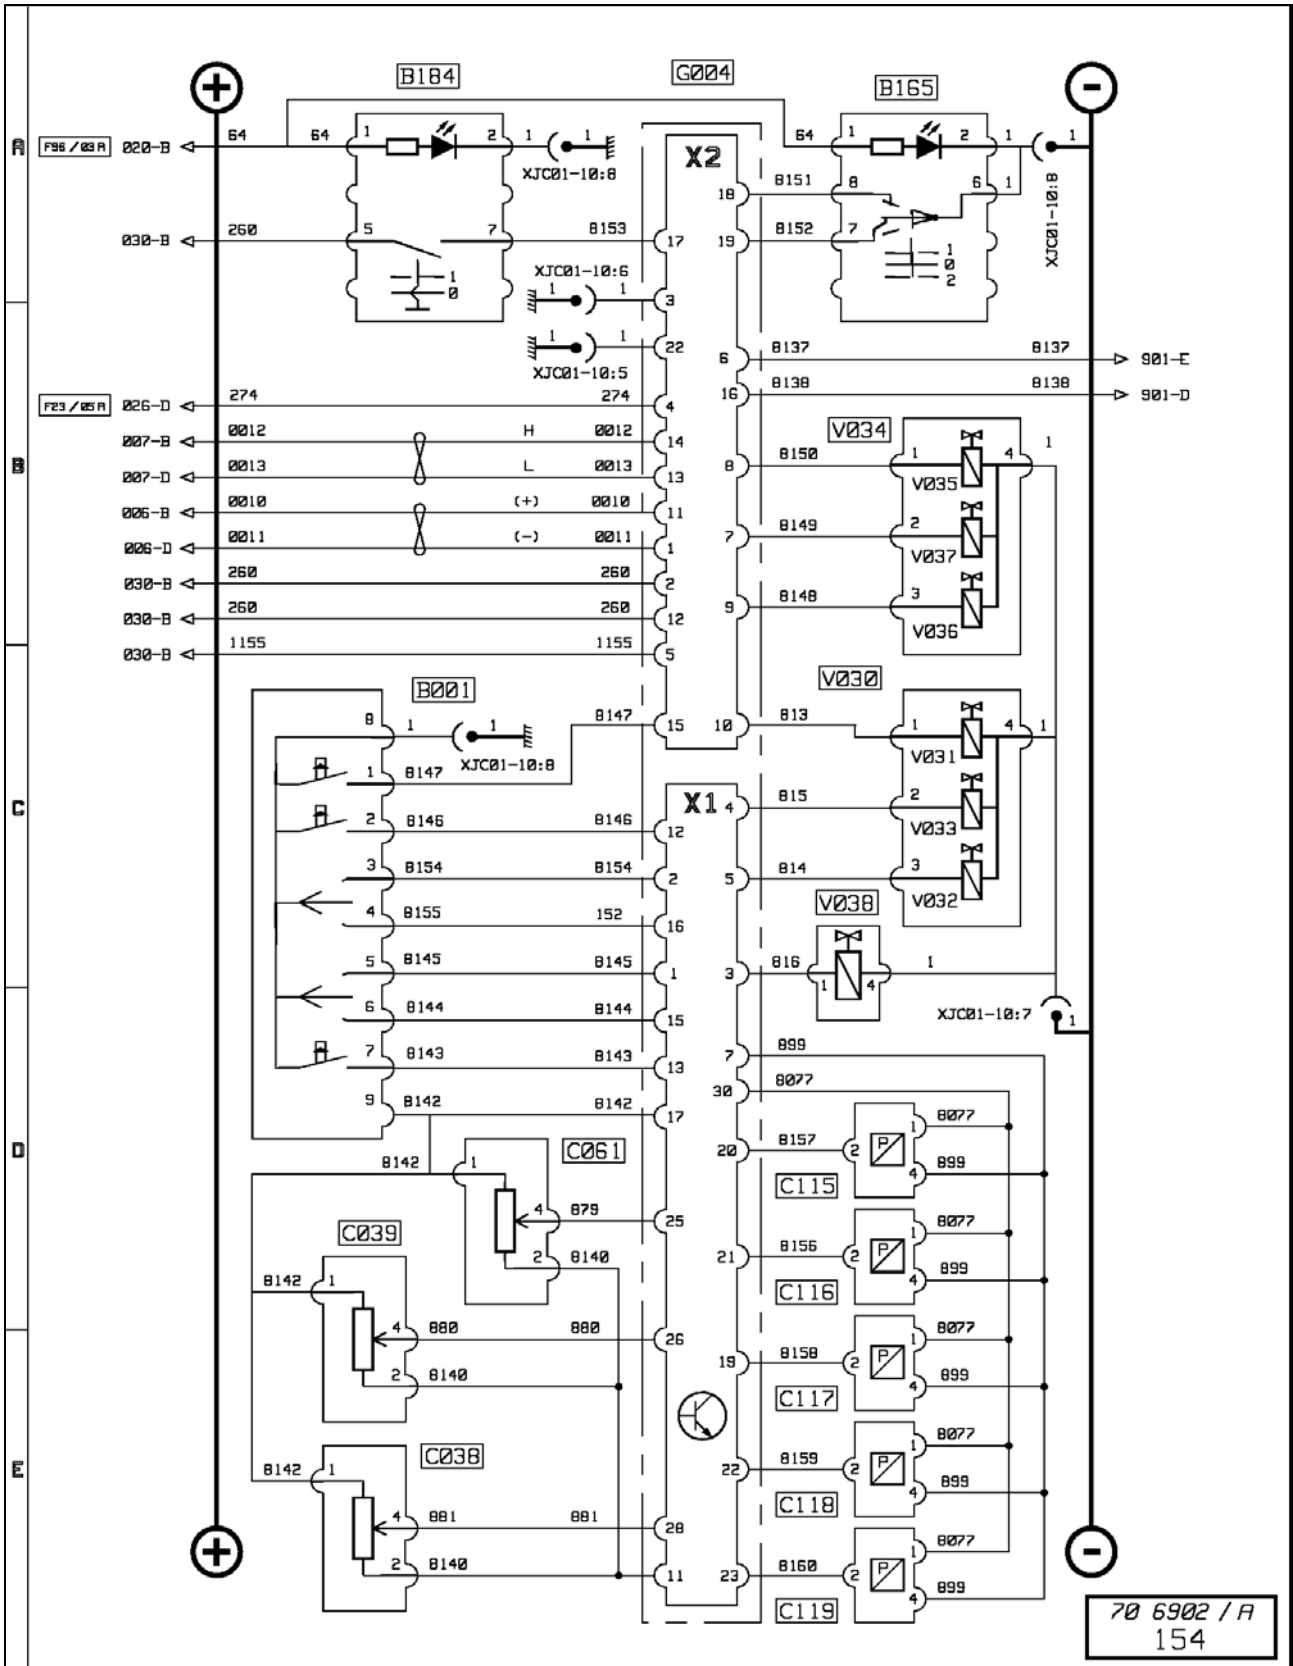 B184 G004 B165
A F96 / 03 A 020-B 64 64 1 2 1 1 XJC01-10:8 X2 64 1 2 1 1 XJC01-10:8
18 8151 8 6 1
030-B 260 5 7 8153 17 19 8152 7
1 0
1 0 2
XJC01-10:6
1 1 3
1 1 22
XJC01-10:5
6 8137 8137 901-E
16 8138 8138 901-D
B
F23 / 05 A 026-D 274 274 4
007-B 0012 H 0012 14
007-D 0013 L 0013 13
006-B 0010 (+) 0010 11
006-D 0011 (-) 0011 1
030-B 260 260 2
030-B 260 260 12
030-B 1155 1155 5
V034
8 8150 1 4 1
V035
7 8149 2
V037
9 8148 3
V036
B001
V030
8 1 1 XJC01-10:8
8147 15 10 813 1 4 1
V031
C
1 8147
X1
4 815 2
V033
2 8146 8146 12
3 8154 8154 2
5 814 3
V032
4 8155 152 16
V038
5 8145 8145 1
3 816 1 4 1
6 8144 8144 15
XJC01-10:7 1
7 8143 8143 13
7 899
30 8077
9 8142 8142 17
D
8142 1 C061
4 879 25
2 8140
20 8157 2 1 8077
P
4 899
C115
C039
8142 1
4 880 880 26
2 8140
21 8156 2 1 8077
P
4 899
C116
19 8158 2 1 8077
P
4 899
C117
E
C038
8142 1
4 881 881 28
2 8140 11
22 8159 2 1 8077
P
4 899
C118
23 8160 2 1 8077
P
4 899
C119
70 6902 / A
154